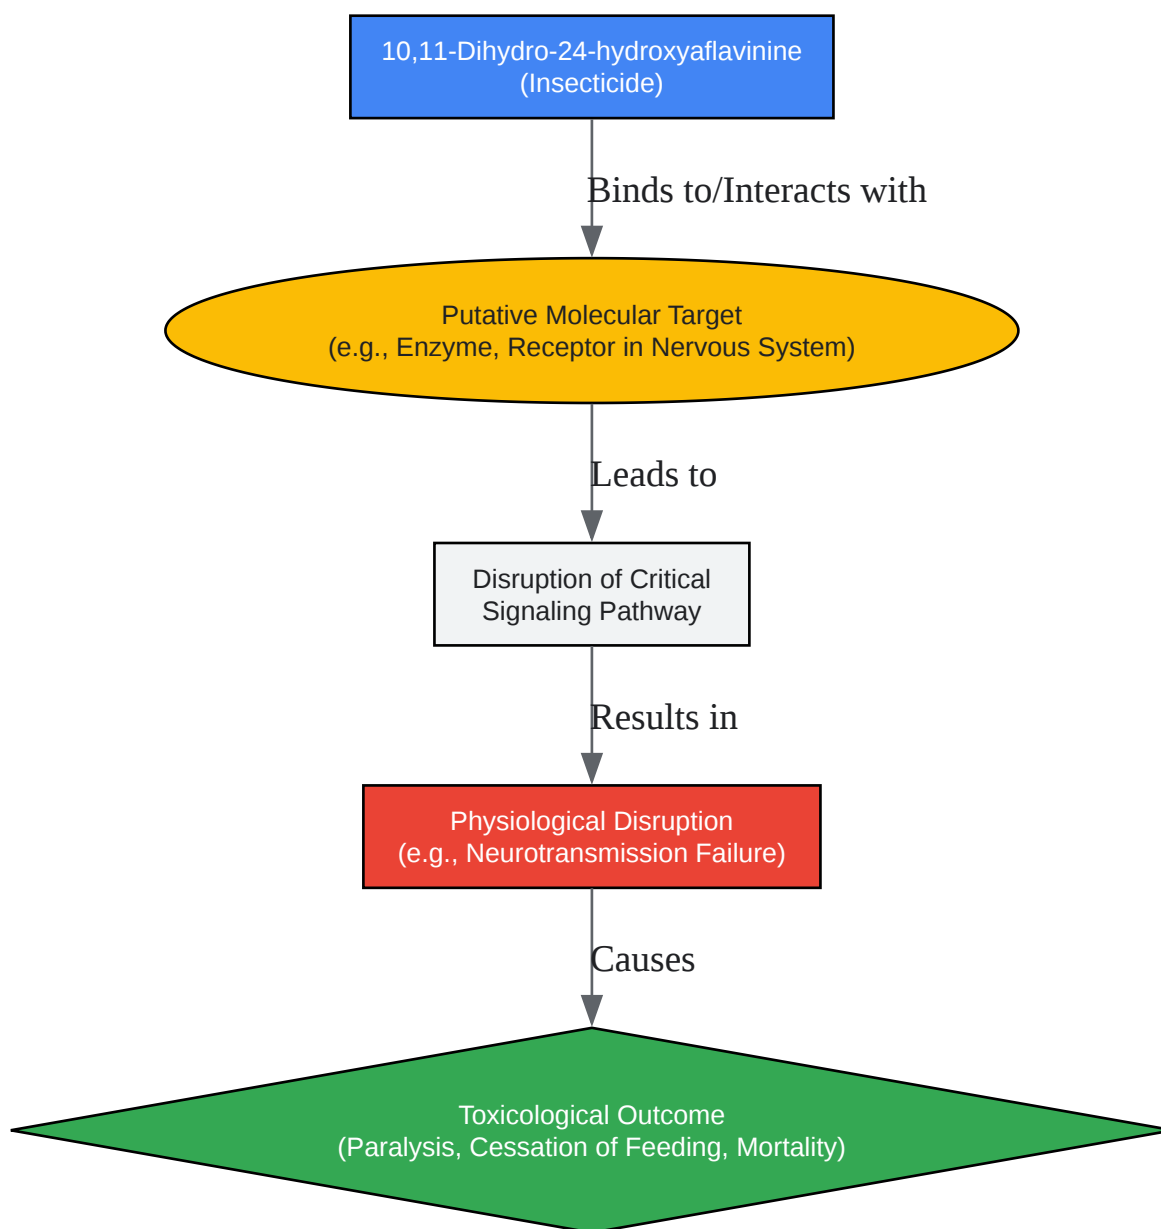 10,11-Dihydro-24-hydroxyaflavinine
(Insecticide)
Binds to/Interacts with
Putative Molecular Target
(e.g., Enzyme, Receptor in Nervous System)
Leads to
Disruption of Critical
Signaling Pathway
Results in
Physiological Disruption
(e.g., Neurotransmission Failure)
Causes
Toxicological Outcome
(Paralysis, Cessation of Feeding, Mortality)